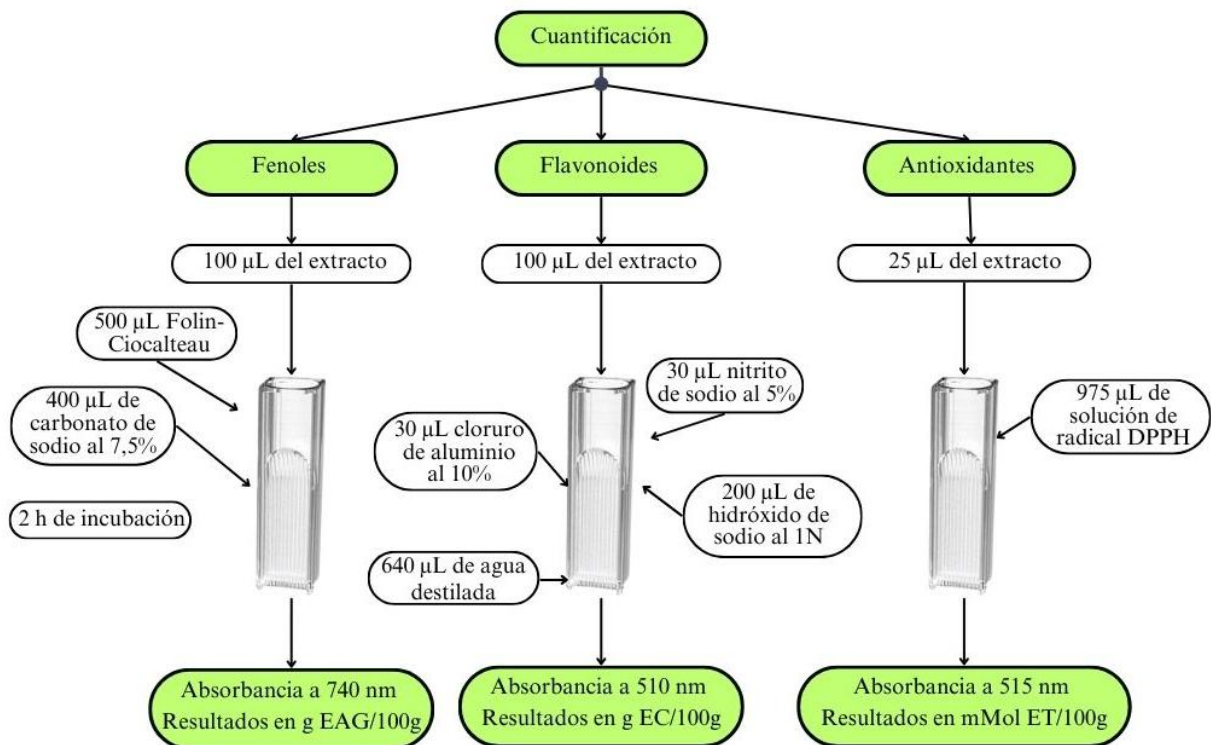 Cuantificación
Fenoles
Flavonoides
Antioxidantes
100 µL del extracto
100 µL del extracto
25 µL del extracto
500 µL Folin-
Ciocalteau
400 µL de
carbonato de
sodio al 7,5%
2 h de incubación
30 µL nitrito
de sodio al 5%
30 µL cloruro
de aluminio
al 10%
200 µL de
hidróxido de
sodio al 1N
640 µL de agua
destilada
975 µL de
solución de
radical DPPH
Absorbancia a 740 nm
Resultados en g EAG/100g
Absorbancia a 510 nm
Resultados en g EC/100g
Absorbancia a 515 nm
Resultados en mMol ET/100g